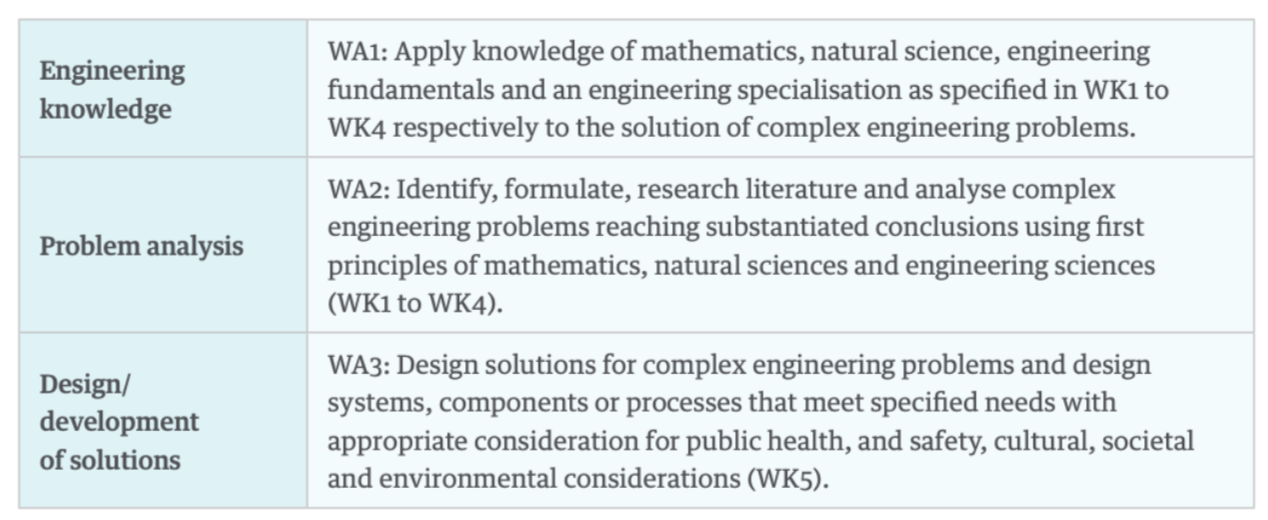 Engineering
knowledge
WA1: Apply knowledge of mathematics, natural science, engineering
fundamentals and an engineering specialisation as specified in WK1 to
WK4 respectively to the solution of complex engineering problems.
Problem analysis
WA2: Identify, formulate, research literature and analyse complex
engineering problems reaching substantiated conclusions using first
principles of mathematics, natural sciences and engineering sciences
(WK1 to WK4).
Design/
development
of solutions
WA3: Design solutions for complex engineering problems and design
systems, components or processes that meet specified needs with
appropriate consideration for public health, and safety, cultural, societal
and environmental considerations (WK5).